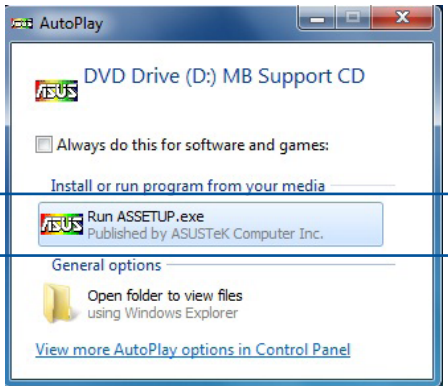 ASUS AutoPlay
ASUS DVD Drive (D:) MB Support CD
Always do this for software and games:
Install or run program from your media
ASUS Run ASSETUP.exe
Published by ASUSTeK Computer Inc.
General options
Open folder to view files
using Windows Explorer
View more AutoPlay options in Control Panel